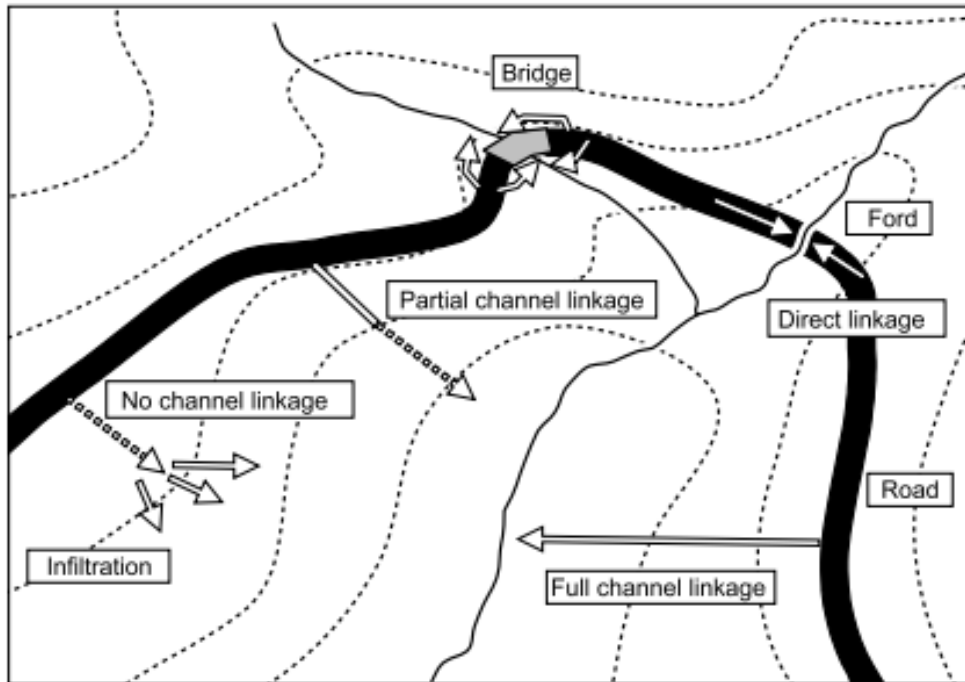 Bridge
Ford
Partial channel linkage
Direct linkage
No channel linkage
Road
Infiltration
Full channel linkage